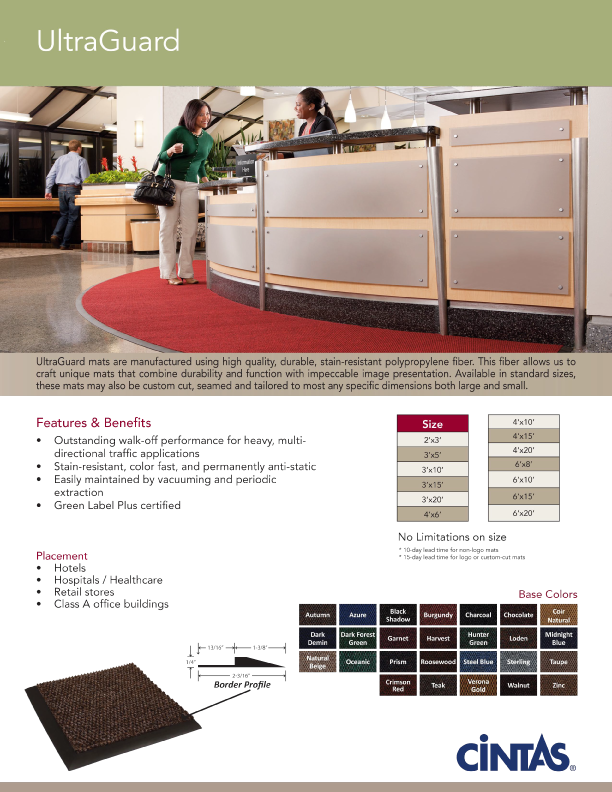 UltraGuard
Information
Here
UltraGuard mats are manufactured using high quality, durable, stain-resistant polypropylene fiber. This fiber allows us to
craft unique mats that combine durability and function with impeccable image presentation. Available in standard sizes,
these mats may also be custom cut, seamed and tailored to most any specific dimensions both large and small.
Features & Benefits
• Outstanding walk-off performance for heavy, multi-
directional traffic applications
• Stain-resistant, color fast, and permanently anti-static
• Easily maintained by vacuuming and periodic
extraction
• Green Label Plus certified
Size
2'x3'
3'x5'
3'x10'
3'x15'
3'x20'
4'x6'
4'x10'
4'x15'
4'x20'
6'x8'
6'x10'
6'x15'
6'x20'
No Limitations on size
* 10-day lead time for non-logo mats
* 15-day lead time for logo or custom-cut mats
Placement
• Hotels
• Hospitals / Healthcare
• Retail stores
• Class A office buildings
Base Colors
Autumn Azure Black Shadow Burgundy Charcoal Chocolate Coir Natural
Dark Demin Dark Forest Green Garnet Harvest Hunter Green Loden Midnight Blue
Natural Beige Oceanic Prism Roosewood Steel Blue Sterling Taupe
Crimson Red Teak Verona Gold Walnut Zinc
13/16" 1-3/8"
1/4"
2-3/16"
Border Profile
CINTAS®